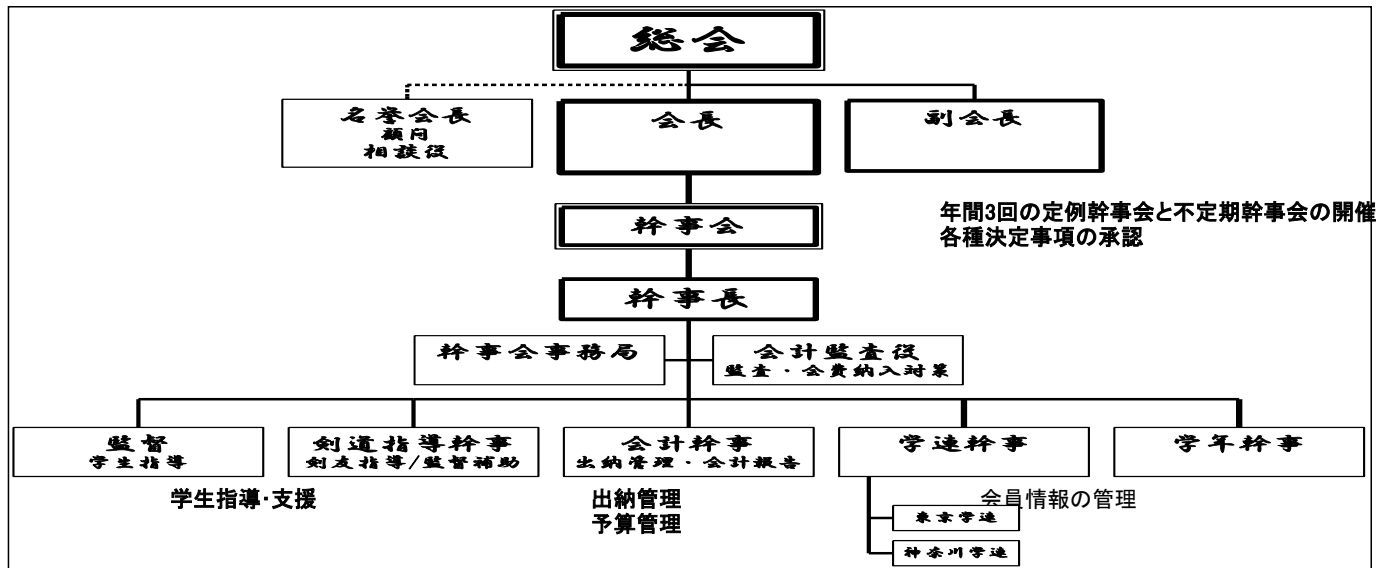 総会
名誉会長
顧問
相談役
会長
副会長
幹事会
年間3回の定例幹事会と不定期幹事会の開催
各種決定事項の承認
幹事長
幹事会事務局
会計監査役
監査・会費納入対策
監督
学生指導
剣道指導幹事
剣友指導/監督補助
会計幹事
出納管理・会計報告
学連幹事
学年幹事
学生指導・支援
出納管理
予算管理
会員情報の管理
東京学連
神奈川学連